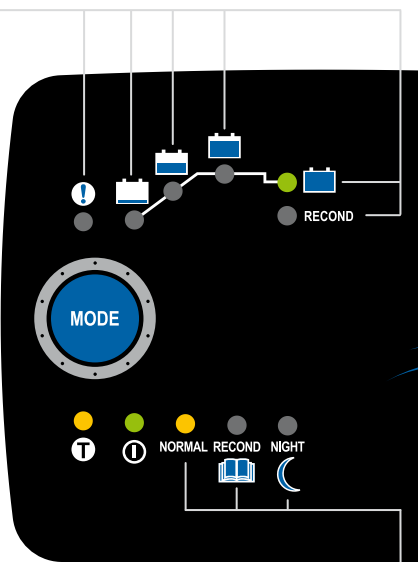 !
RECOND
MODE
T
I
NORMAL RECOND NIGHT